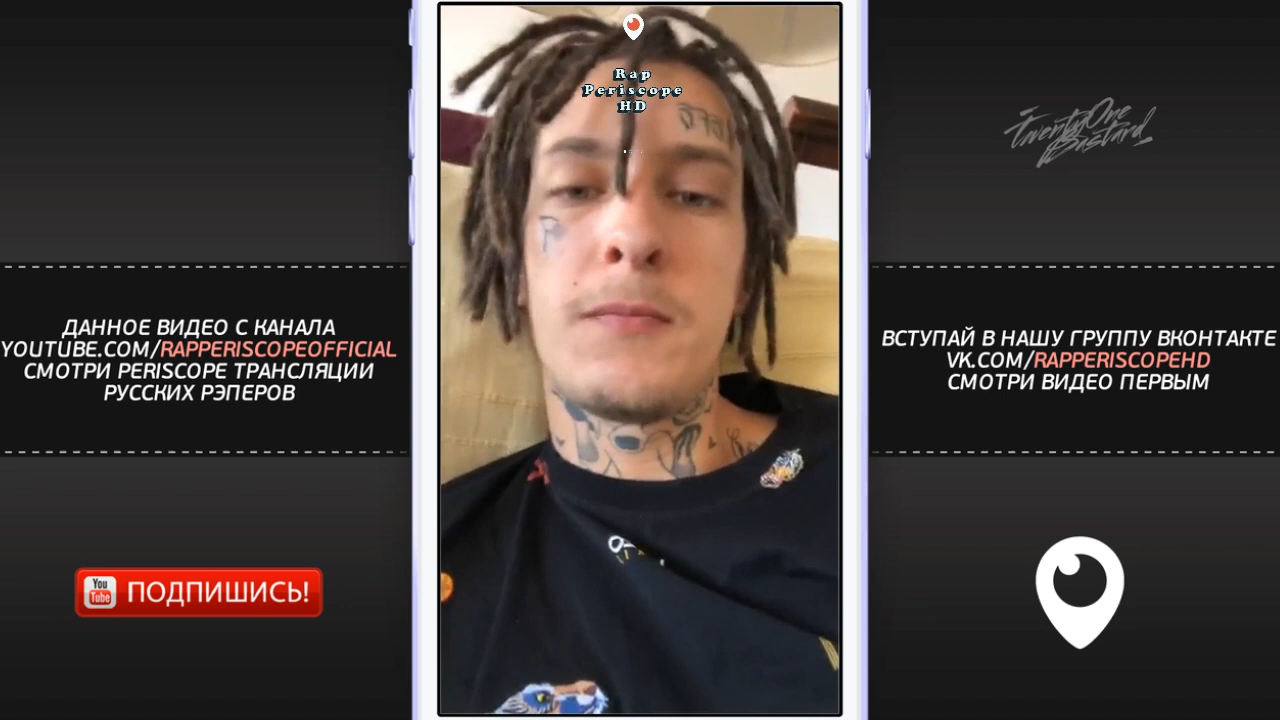 Rap
Periscope
HD
TwentyOne
Bastard
ДАННОЕ ВИДЕО С КАНАЛА
YOUTUBE.COM/RAPPERISCOPEOFFICIAL
СМОТРИ PERISCOPE ТРАНСЛЯЦИИ
РУССКИХ РЭПЕРОВ
ВСТУПАЙ В НАШУ ГРУППУ ВКОНТАКТЕ
VK.COM/RAPPERISCOPEHD
СМОТРИ ВИДЕО ПЕРВЫМ
You
Tube
ПОДПИШИСЬ!